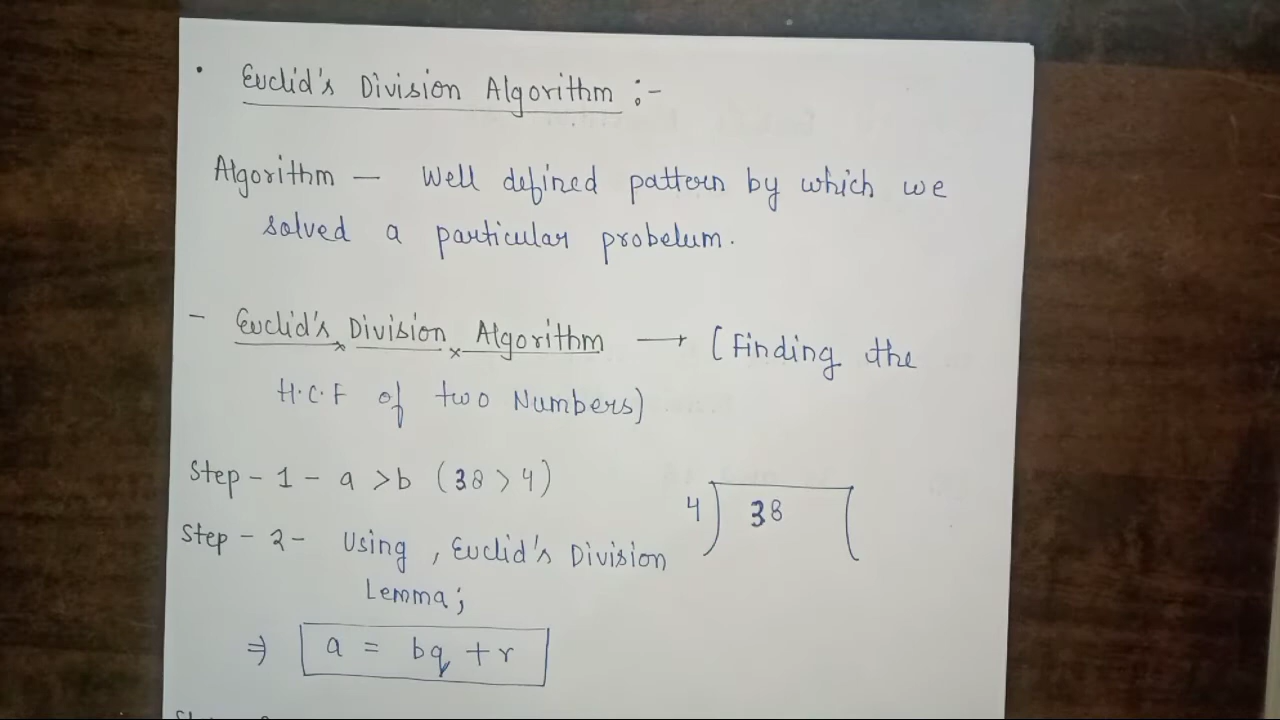 • Euclid's Division Algorithm :-
Algorithm — Well defined pattern by which we
solved a particular probelum.
- Euclid's Division Algorithm → [Finding the
H.C.F of two Numbers)
Step - 1 - a > b (38 > 4)
4) 38 (
Step - 2 - Using , Euclid's Division
Lemma;
⇒ a = bq + r